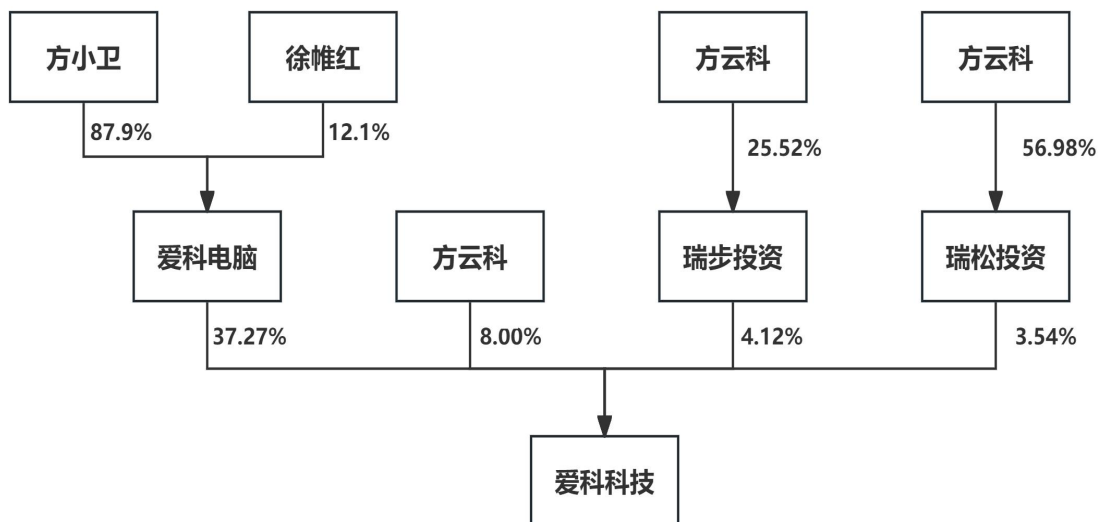 方小卫
徐帷红
方云科
方云科
87.9%
12.1%
25.52%
56.98%
爱科电脑
方云科
瑞步投资
瑞松投资
37.27%
8.00%
4.12%
3.54%
爱科科技